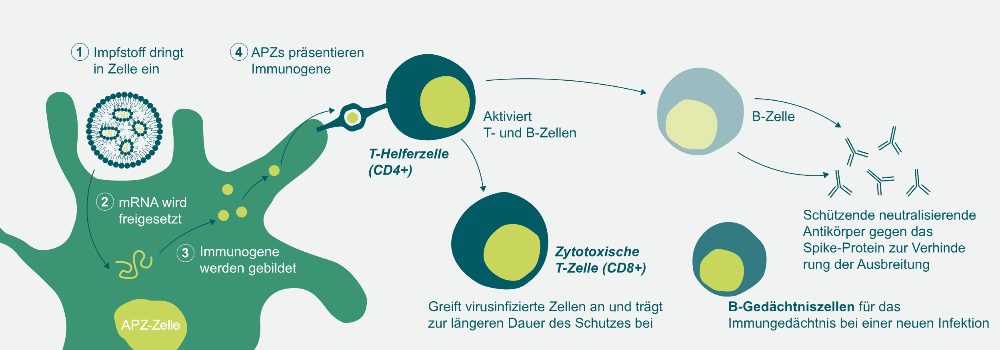 1 Impfstoff dringt
in Zelle ein
2 mRNA wird
freigesetzt
3 Immunogene
werden gebildet
APZ-Zelle
4 APZs präsentieren
Immunogene
T-Helferzelle
(CD4+)
Aktiviert
T- und B-Zellen
Zytotoxische
T-Zelle (CD8+)
Greift virusinfizierte Zellen an und trägt
zur längeren Dauer des Schutzes bei
B-Zelle
Schützende neutralisierende
Antikörper gegen das
Spike-Protein zur Verhinde
rung der Ausbreitung
B-Gedächtniszellen für das
Immungedächtnis bei einer neuen Infektion